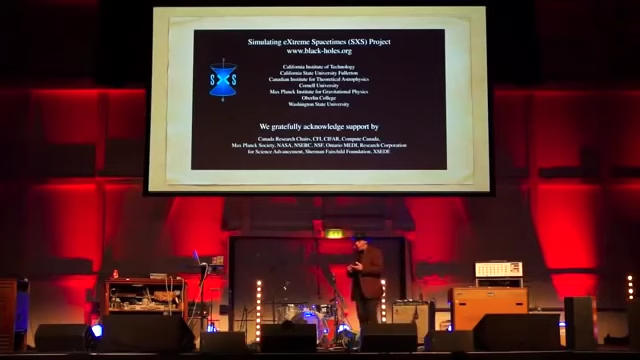 Simulating eXtreme Spacetimes (SXS) Project
www.black-holes.org
SXS
California Institute of Technology
California State University Fullerton
Canadian Institute for Theoretical Astrophysics
Cornell University
Max Planck Institute for Gravitational Physics
Oberlin College
Washington State University
We gratefully acknowledge support by
Canada Research Chairs, CFI, CIFAR, Compute Canada,
Max Planck Society, NASA, NSERC, NSF, Ontario MEDI, Research Corporation
for Science Advancement, Sherman Fairchild Foundation, XSEDE